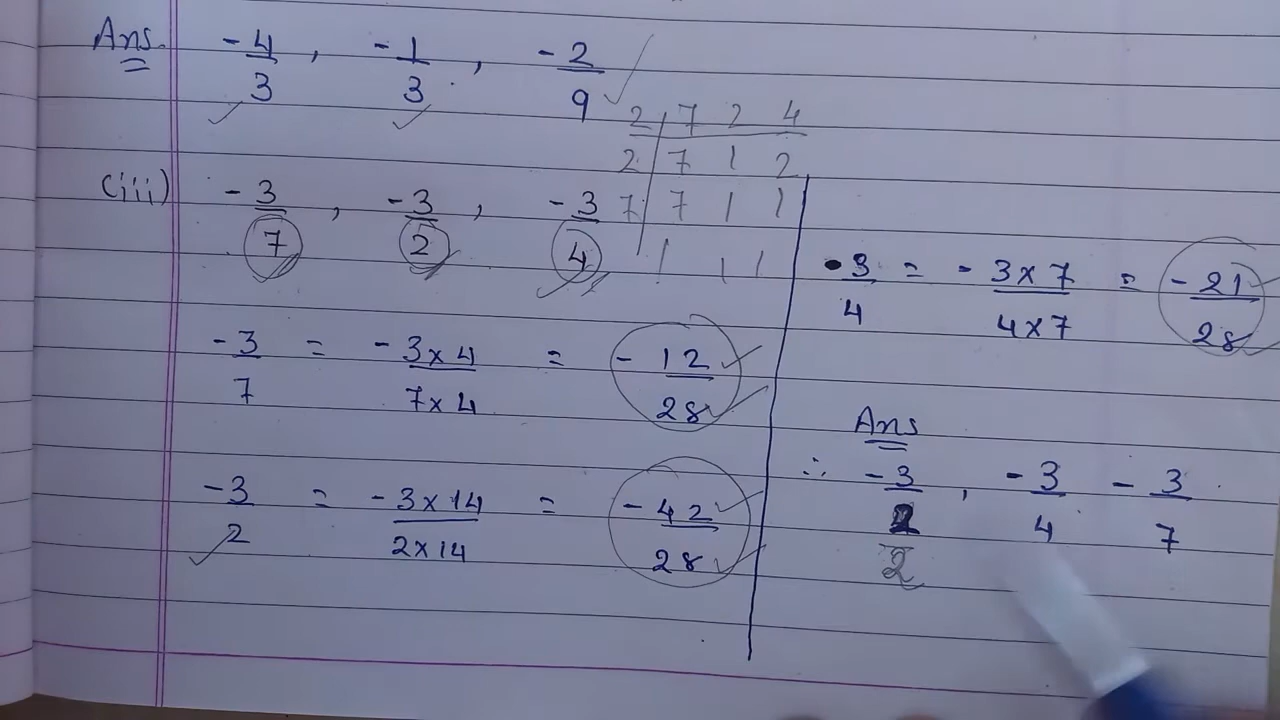 Ans. -4/3, -1/3, -2/9
2 | 7 2 4
2 | 7 1 2
7 | 7 1 1
1 1 1
(iii) -3/7, -3/2, -3/4
-3/7 = -3×4/7×4 = -12/28
-3/2 = -3×14/2×14 = -42/28
-3/4 = -3×7/4×7 = -21/28
Ans
∴ -3/2, -3/4 -3/7
2